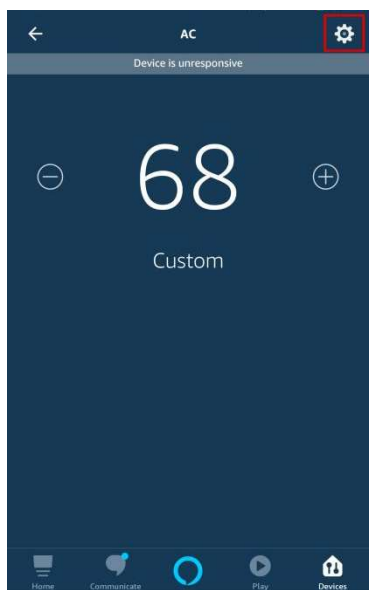 AC
Device is unresponsive
68
Custom
Home
Communicate
Play
Devices